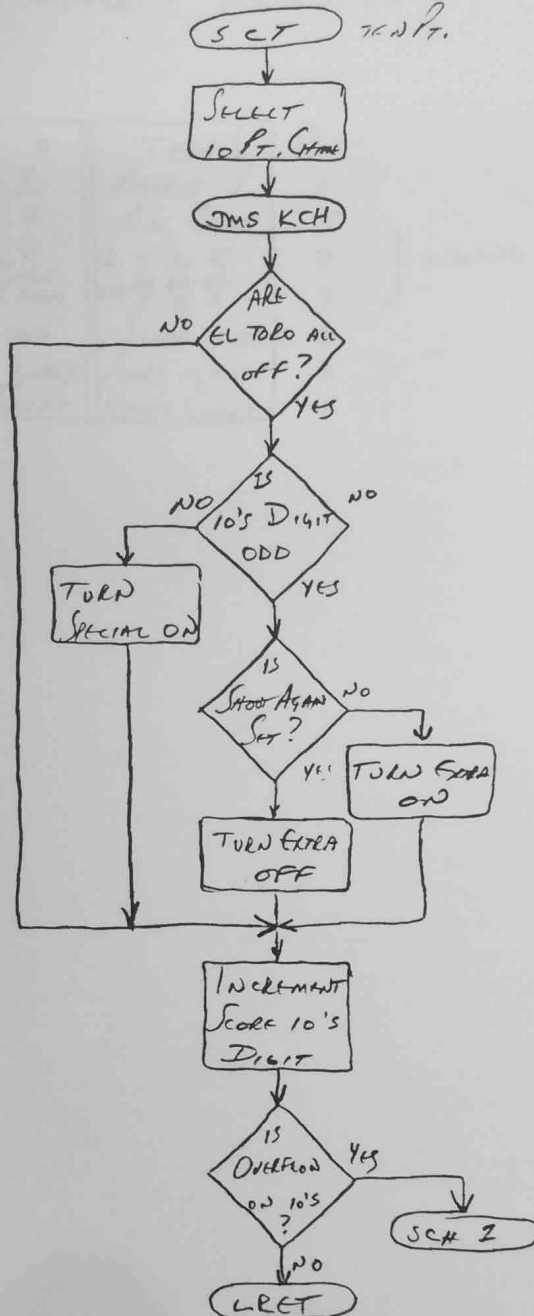 SCT TEN PT.
SELECT
10 PT. CHIME
JMS KCH
ARE
NO EL TORO ALL
OFF?
YES
IS
NO 10'S DIGIT NO
ODD
YES
TURN
SPECIAL ON
IS
SHOOT AGAIN NO
SET?
YES
TURN EXTRA
ON
TURN EXTRA
OFF
INCREMENT
SCORE 10'S
DIGIT
IS
OVERFLOW YES
ON 10'S
?
SCH 2
NO
LRET